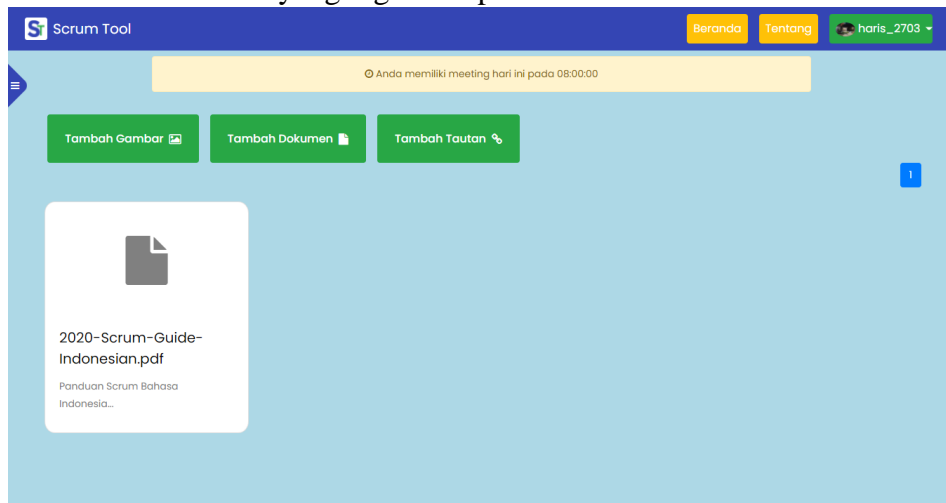 Scrum Tool
Beranda
Tentang
haris_2703
Anda memiliki meeting hari ini pada 08:00:00
Tambah Gambar
Tambah Dokumen
Tambah Tautan
1
2020-Scrum-Guide-
Indonesian.pdf
Panduan Scrum Bahasa
Indonesia...